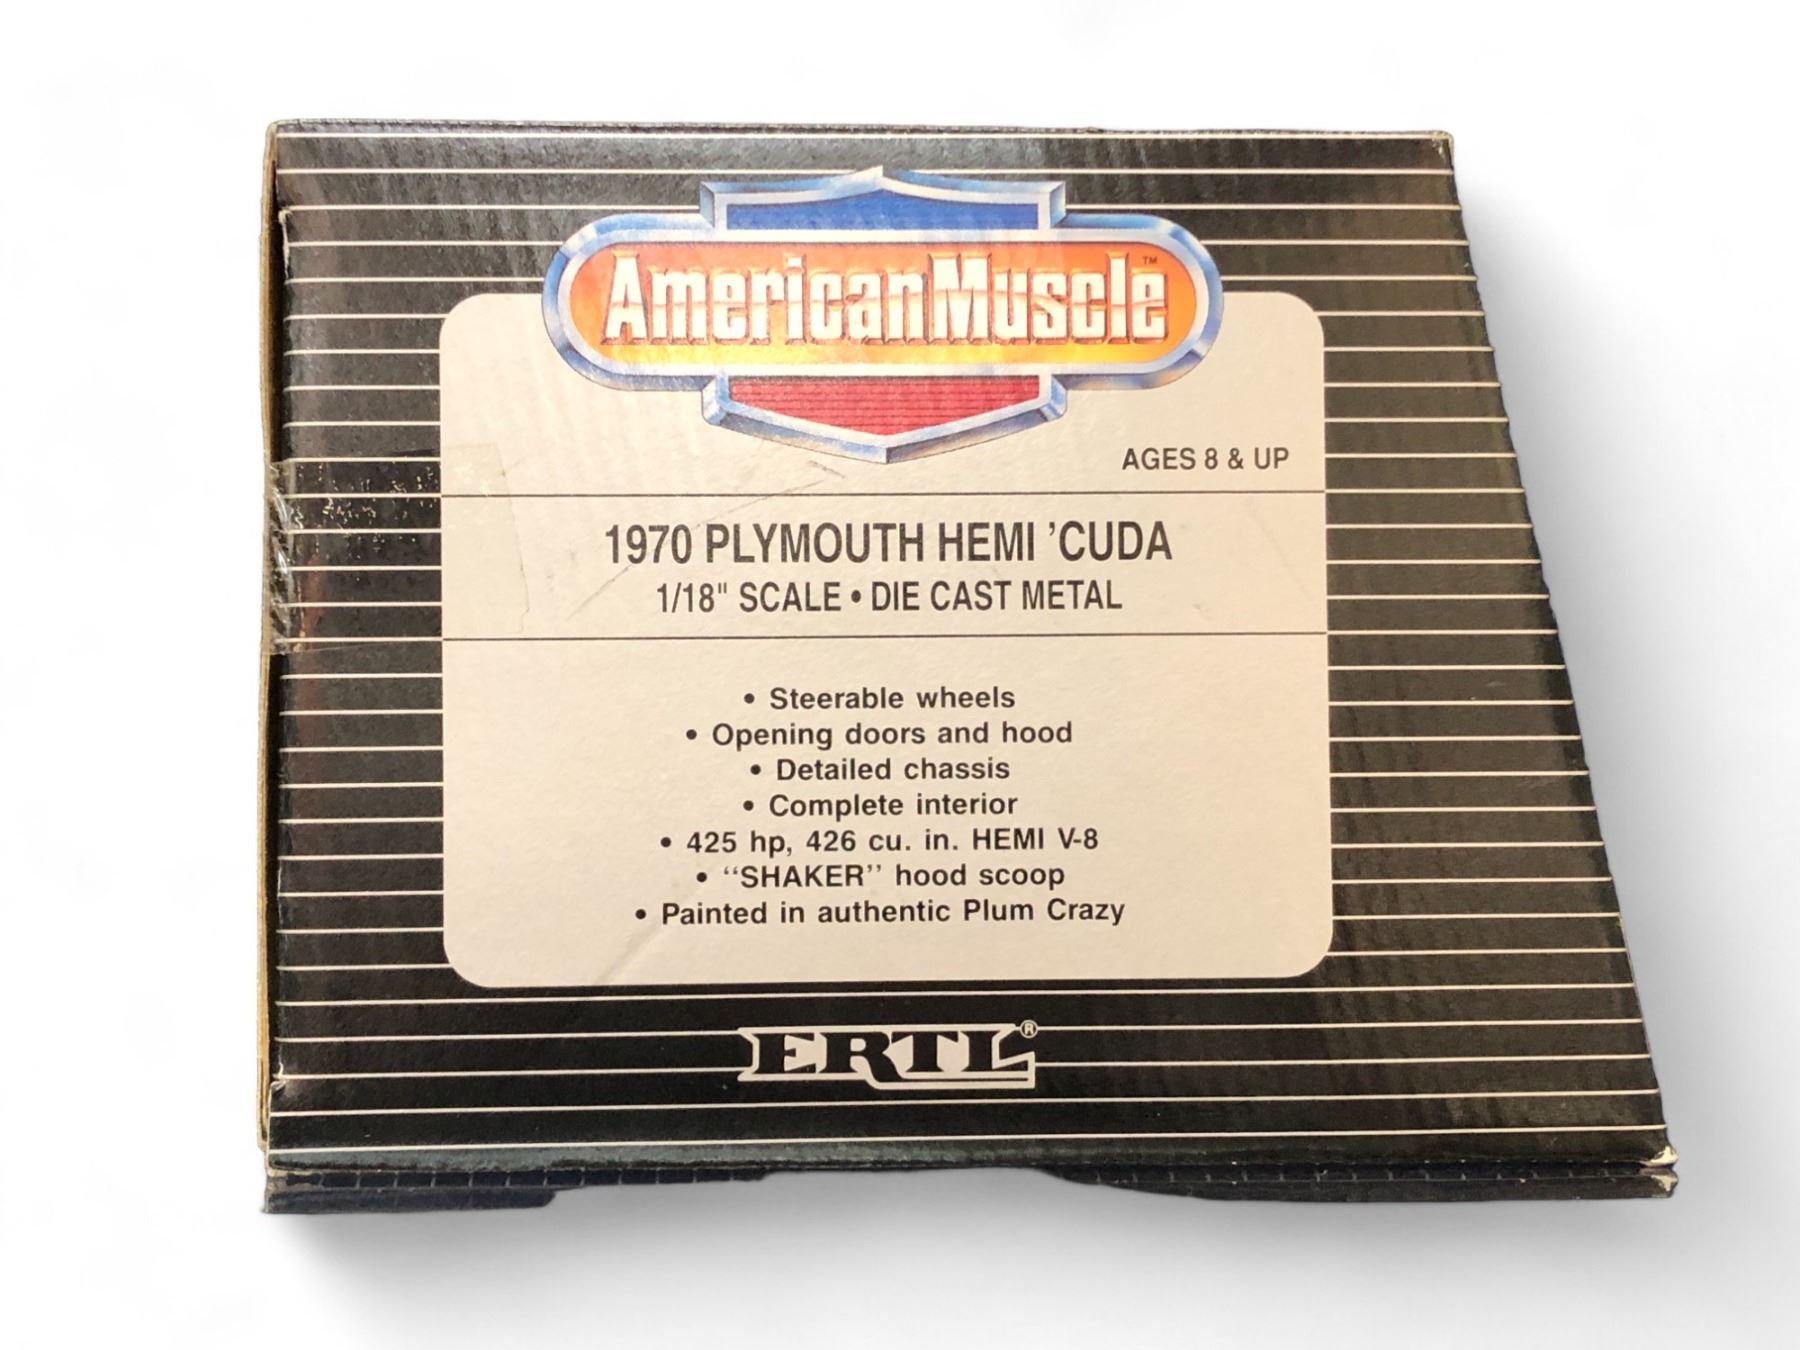 AmericanMuscle™
AGES 8 & UP
1970 PLYMOUTH HEMI 'CUDA
1/18" SCALE • DIE CAST METAL
• Steerable wheels
• Opening doors and hood
• Detailed chassis
• Complete interior
• 425 hp, 426 cu. in. HEMI V-8
• "SHAKER" hood scoop
• Painted in authentic Plum Crazy
ERTL®